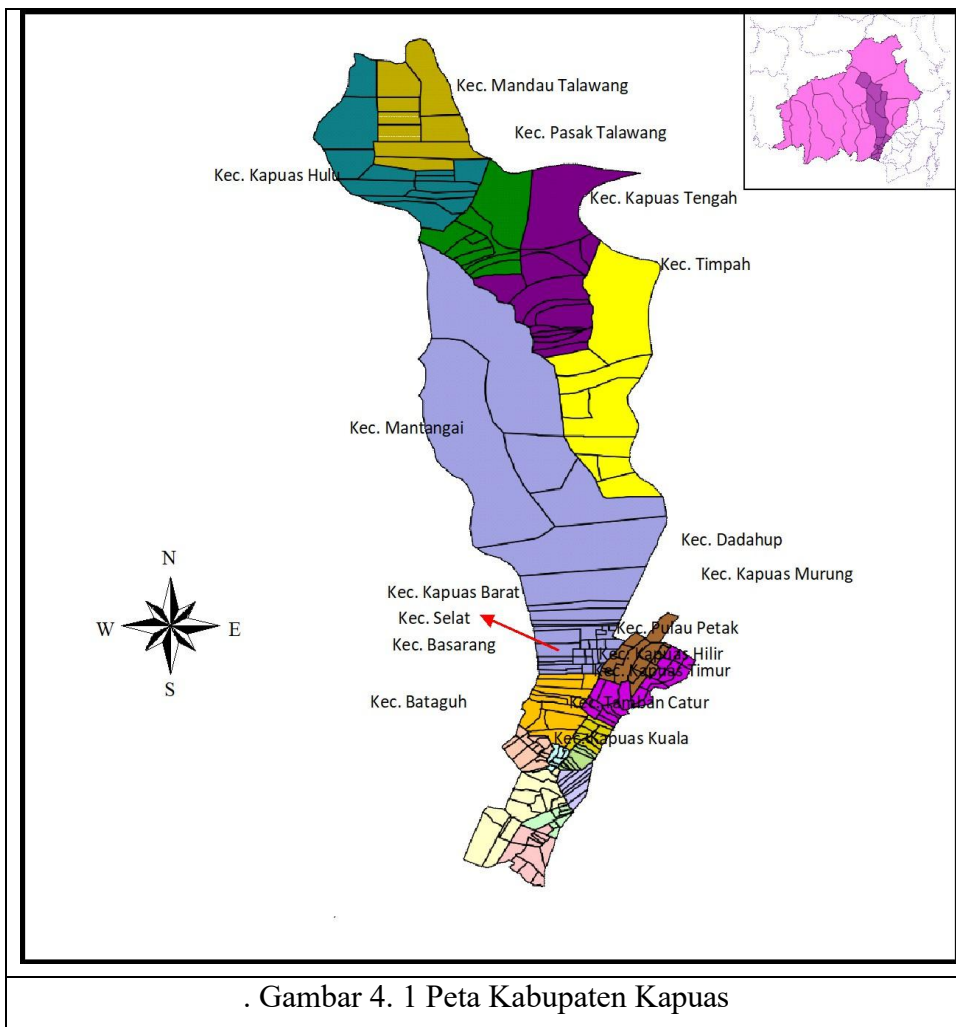 Kec. Mandau Talawang
Kec. Pasak Talawang
Kec. Kapuas Hulu
Kec. Kapuas Tengah
Kec. Timpah
Kec. Mantangai
Kec. Dadahup
Kec. Kapuas Murung
Kec. Kapuas Barat
Kec. Selat
Kec. Pulau Petak
Kec. Basarang
Kec. Kapuas Hilir
Kec. Kapuas Timur
Kec. Bataguh
Kec. Tamban Catur
Kec. Kapuas Kuala
N
W
E
S
. Gambar 4. 1 Peta Kabupaten Kapuas